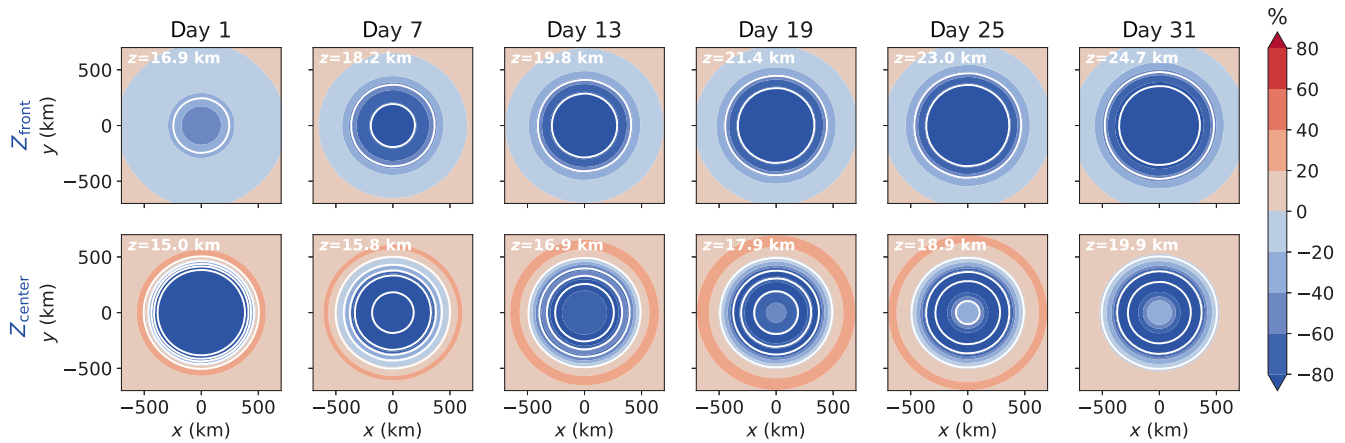 Day 1 Day 7 Day 13 Day 19 Day 25 Day 31 %
z=16.9 km z=18.2 km z=19.8 km z=21.4 km z=23.0 km z=24.7 km
Zfront
y (km)
500
0
−500
z=15.0 km z=15.8 km z=16.9 km z=17.9 km z=18.9 km z=19.9 km
Zcenter
y (km)
500
0
−500
−500 0 500 −500 0 500 −500 0 500 −500 0 500 −500 0 500 −500 0 500
x (km) x (km) x (km) x (km) x (km) x (km)
80
60
40
20
0
−20
−40
−60
−80